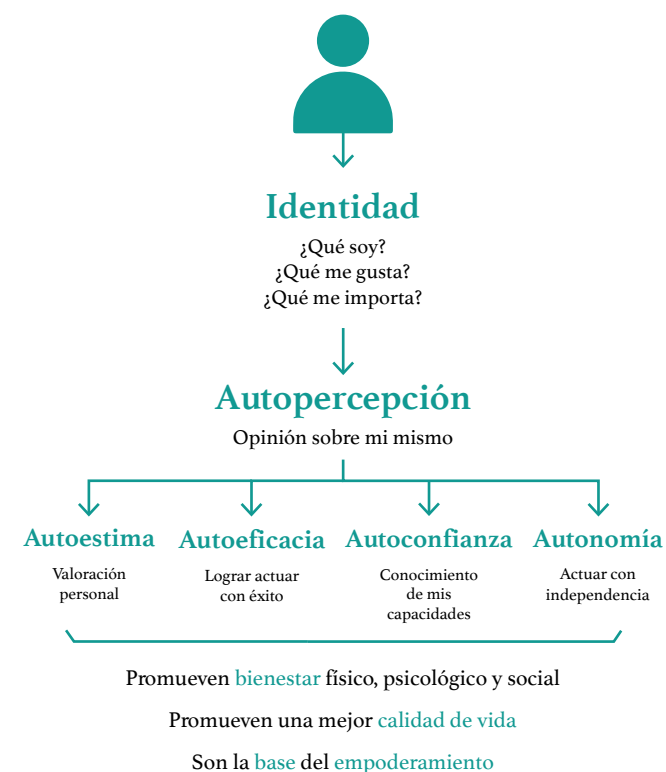 Identidad
¿Qué soy?
¿Qué me gusta?
¿Qué me importa?
Autopercepción
Opinión sobre mi mismo
Autoestima
Valoración
personal
Autoeficacia
Lograr actuar
con éxito
Autoconfianza
Conocimiento
de mis
capacidades
Autonomía
Actuar con
independencia
Promueven bienestar físico, psicológico y social
Promueven una mejor calidad de vida
Son la base del empoderamiento